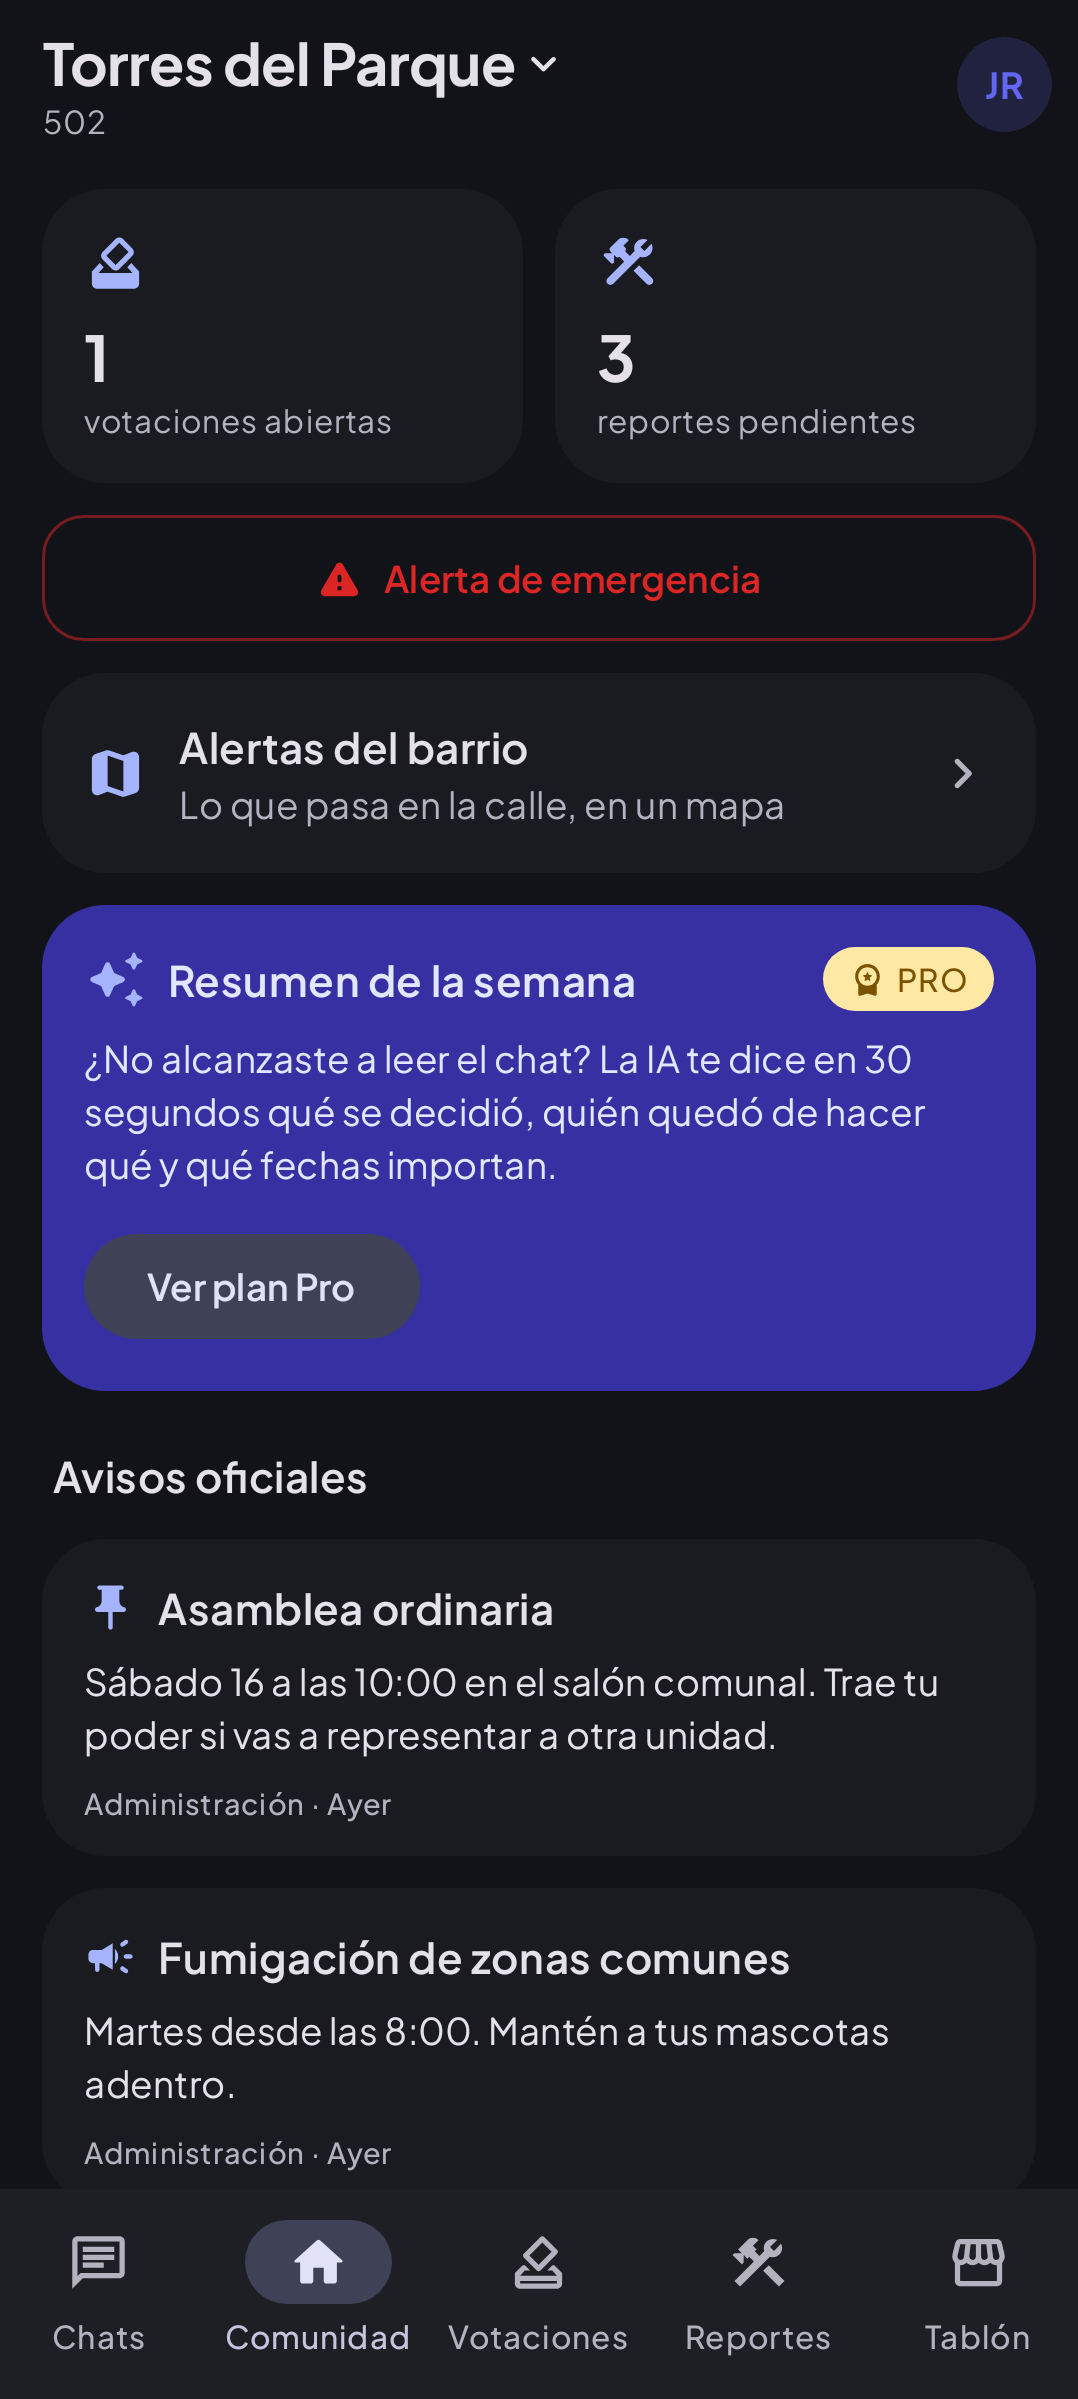 Torres del Parque
502
JR
1
votaciones abiertas
3
reportes pendientes
Alerta de emergencia
Alertas del barrio
Lo que pasa en la calle, en un mapa
Resumen de la semana
PRO
¿No alcanzaste a leer el chat? La IA te dice en 30
segundos qué se decidió, quién quedó de hacer
qué y qué fechas importan.
Ver plan Pro
Avisos oficiales
Asamblea ordinaria
Sábado 16 a las 10:00 en el salón comunal. Trae tu
poder si vas a representar a otra unidad.
Administración · Ayer
Fumigación de zonas comunes
Martes desde las 8:00. Mantén a tus mascotas
adentro.
Administración · Ayer
Chats
Comunidad
Votaciones
Reportes
Tablón